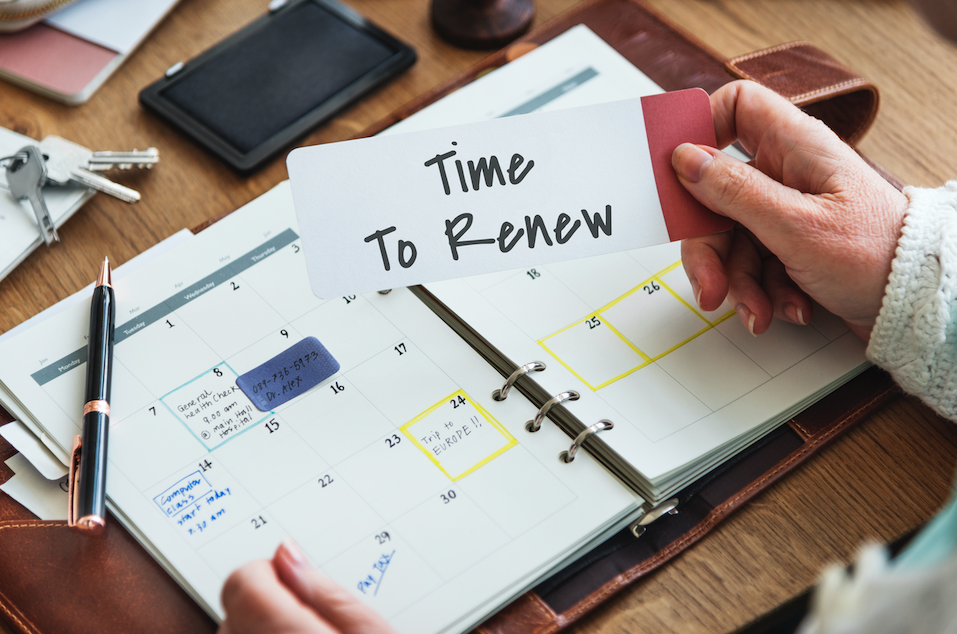 Time
To Renew
Monday
Tuesday
Wednesday
Thursday
1
2
3
7
8
General
Health Check
9.00 am
@ main Hall
Hospital
9
089-736-5973
Dr. Alex
10
14
Computer
class
start today
am
15
16
17
18
21
22
23
24
Trip to
EUROPE!!
25
26
29
Pay Tax
30